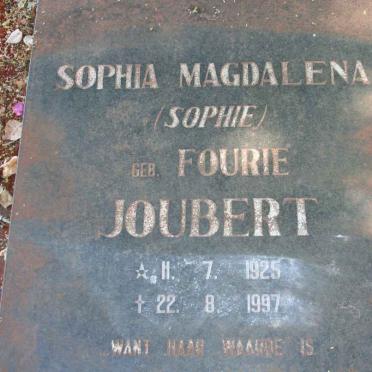 SOPHIA MAGDALENA
(SOPHIE)
GEB. FOURIE
JOUBERT
☆ 11. 7. 1925
† 22. 8. 1997
...WANT HAAR WAARDE IS